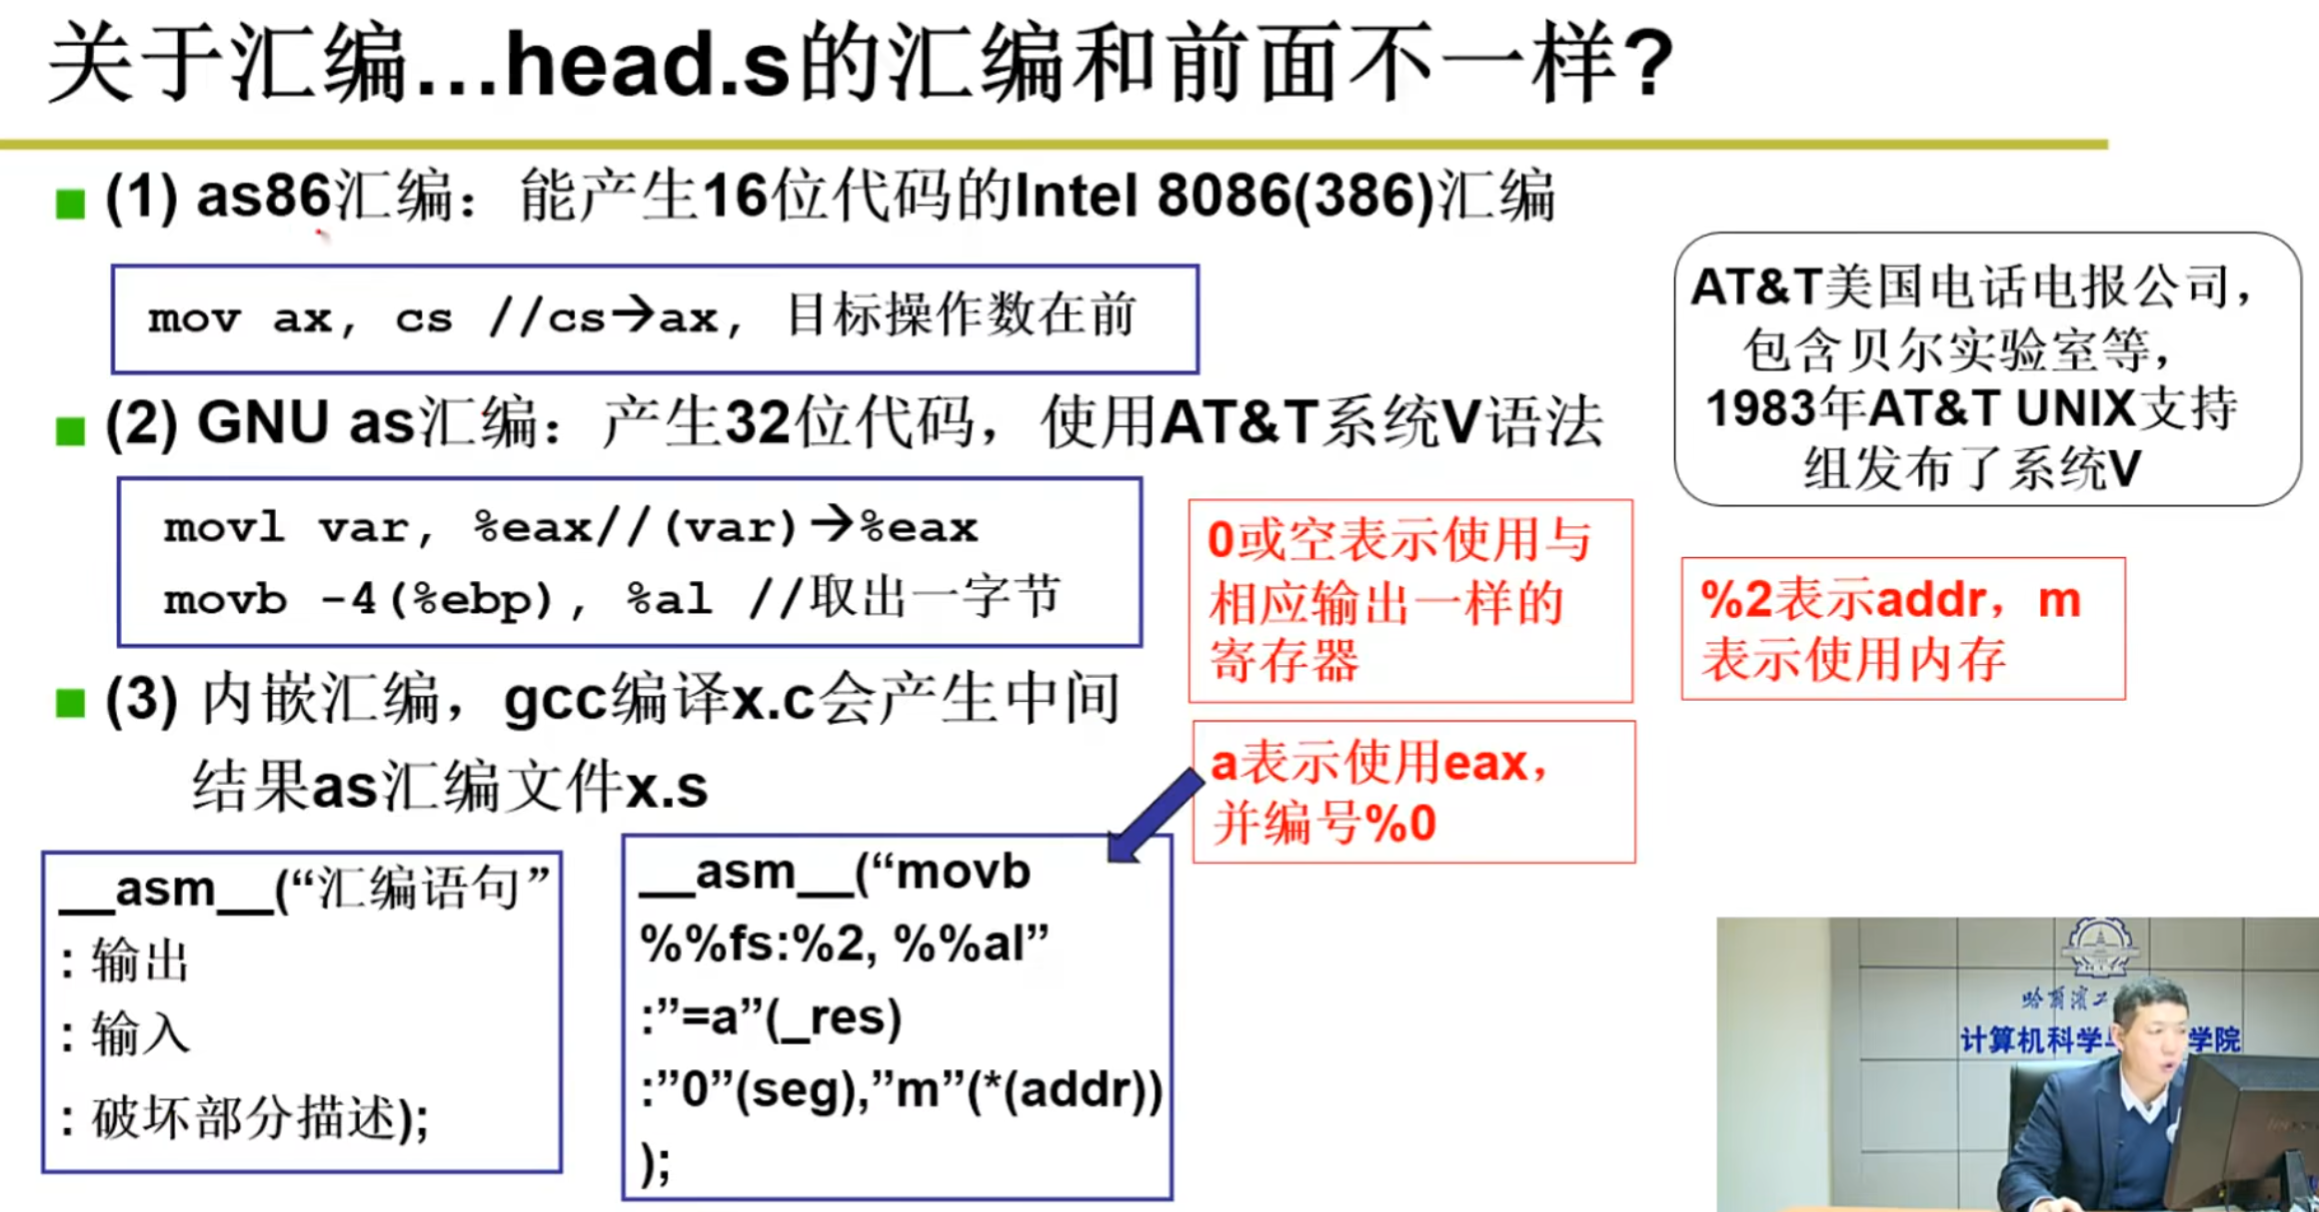 关于汇编…head.s的汇编和前面不一样?
(1) as86汇编：能产生16位代码的Intel 8086(386)汇编
mov ax, cs //cs→ax, 目标操作数在前
(2) GNU as汇编：产生32位代码，使用AT&T系统V语法
movl var, %eax//(var)→%eax
movb -4(%ebp), %al //取出一字节
AT&T美国电话电报公司，
包含贝尔实验室等，
1983年AT&T UNIX支持
组发布了系统V
0或空表示使用与
相应输出一样的
寄存器
%2表示addr，m
表示使用内存
(3) 内嵌汇编，gcc编译x.c会产生中间
结果as汇编文件x.s
a表示使用eax，
并编号%0
__asm__(“汇编语句”
: 输出
: 输入
: 破坏部分描述);
__asm__(“movb
%%fs:%2, %%al”
:”=a”(_res)
:”0”(seg),”m”(*(addr))
);
哈爾濱工
计算机科学与 学院